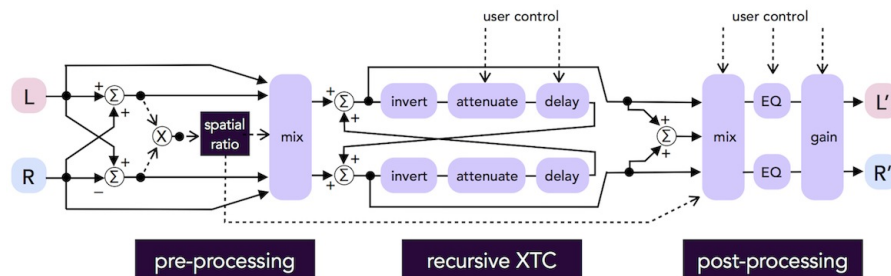 user control
user control
L
+
Σ
+
+
Σ
+
invert
attenuate
delay
EQ
L'
X
spatial
ratio
mix
+
Σ
+
mix
gain
R
+
−
Σ
+
+
Σ
invert
attenuate
delay
EQ
R'
pre-processing
recursive XTC
post-processing